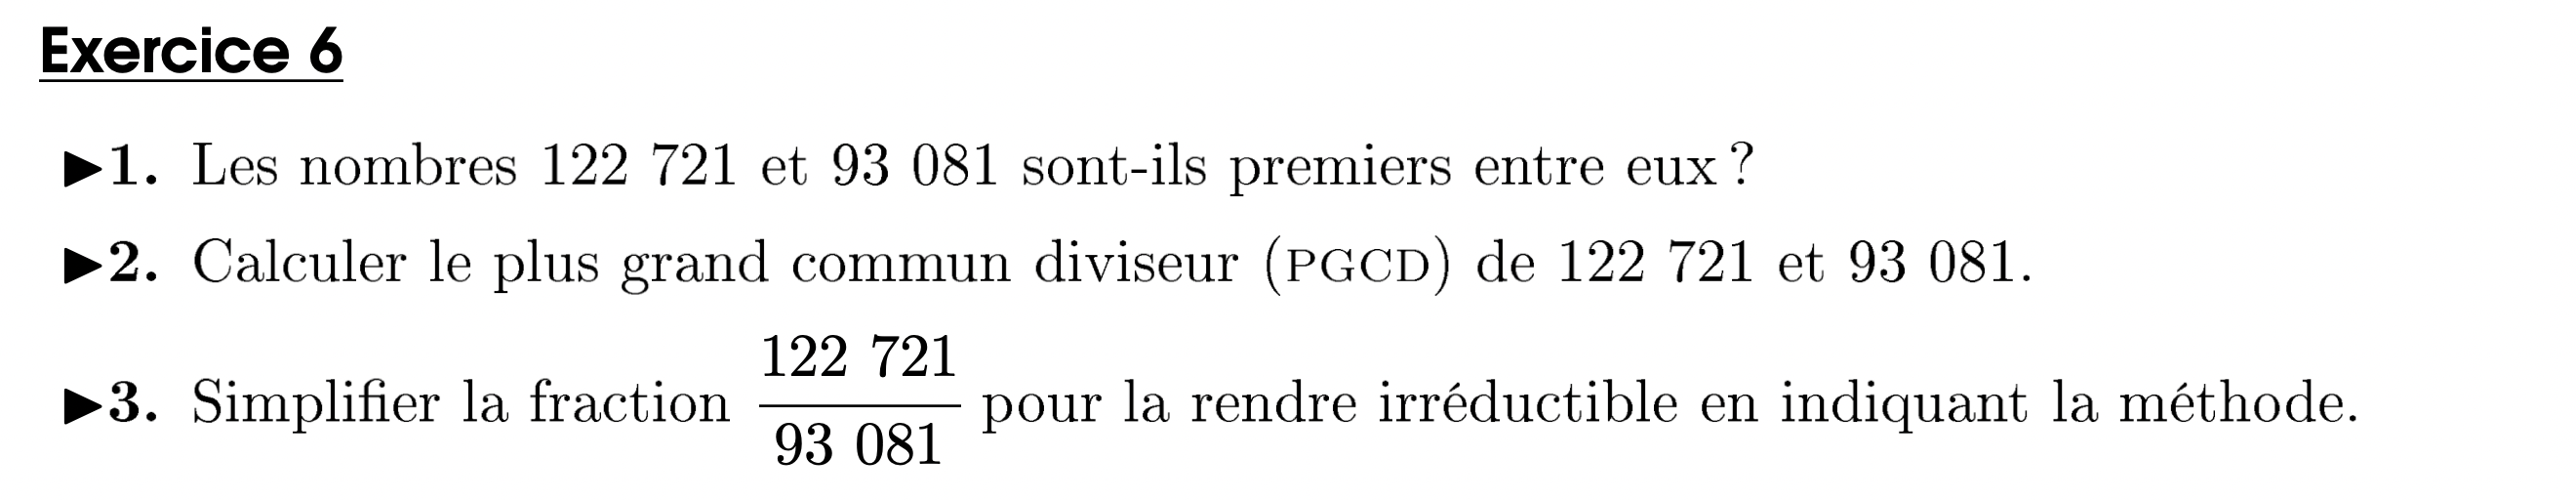 Exercice 6
▶1. Les nombres 122 721 et 93 081 sont-ils premiers entre eux ?
▶2. Calculer le plus grand commun diviseur (PGCD) de 122 721 et 93 081.
▶3. Simplifier la fraction \frac{122 721}{93 081} pour la rendre irréductible en indiquant la méthode.